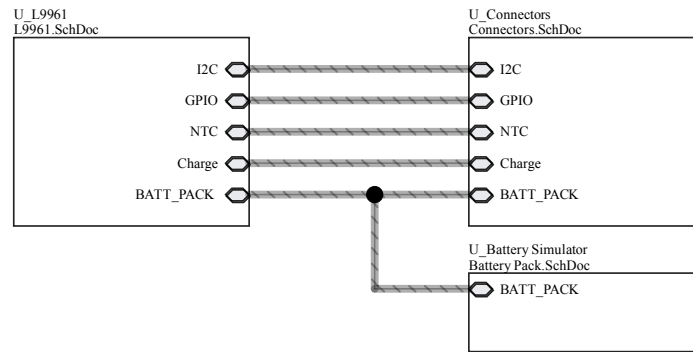 U_L9961
L9961.SchDoc
I2C
GPIO
NTC
Charge
BATT_PACK
U_Connectors
Connectors.SchDoc
I2C
GPIO
NTC
Charge
BATT_PACK
U_Battery Simulator
Battery Pack.SchDoc
BATT_PACK